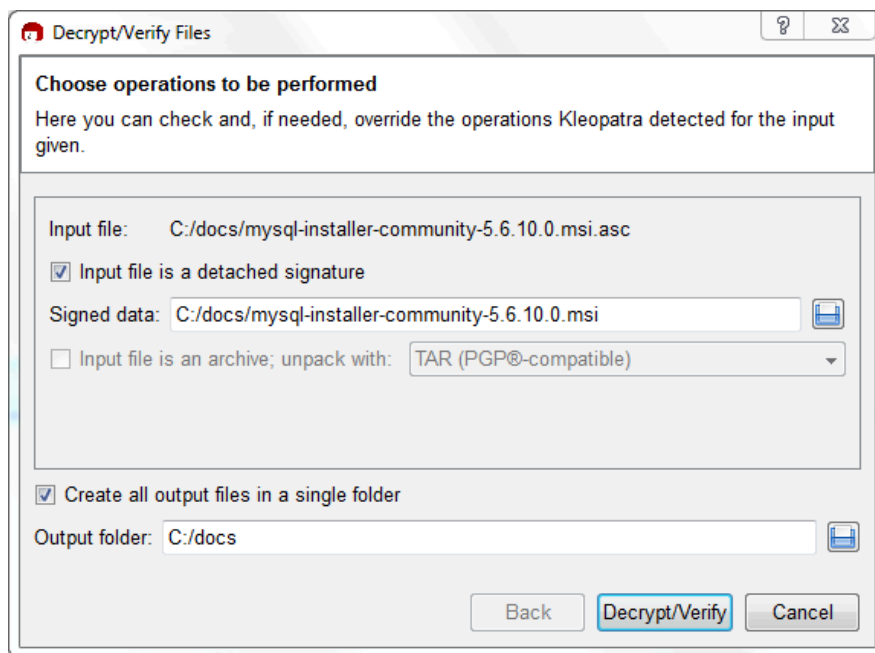 Decrypt/Verify Files
Choose operations to be performed
Here you can check and, if needed, override the operations Kleopatra detected for the input
given.
Input file: C:/docs/mysql-installer-community-5.6.10.0.msi.asc
Input file is a detached signature
Signed data: C:/docs/mysql-installer-community-5.6.10.0.msi
Input file is an archive; unpack with: TAR (PGP®-compatible)
Create all output files in a single folder
Output folder: C:/docs
Back Decrypt/Verify Cancel